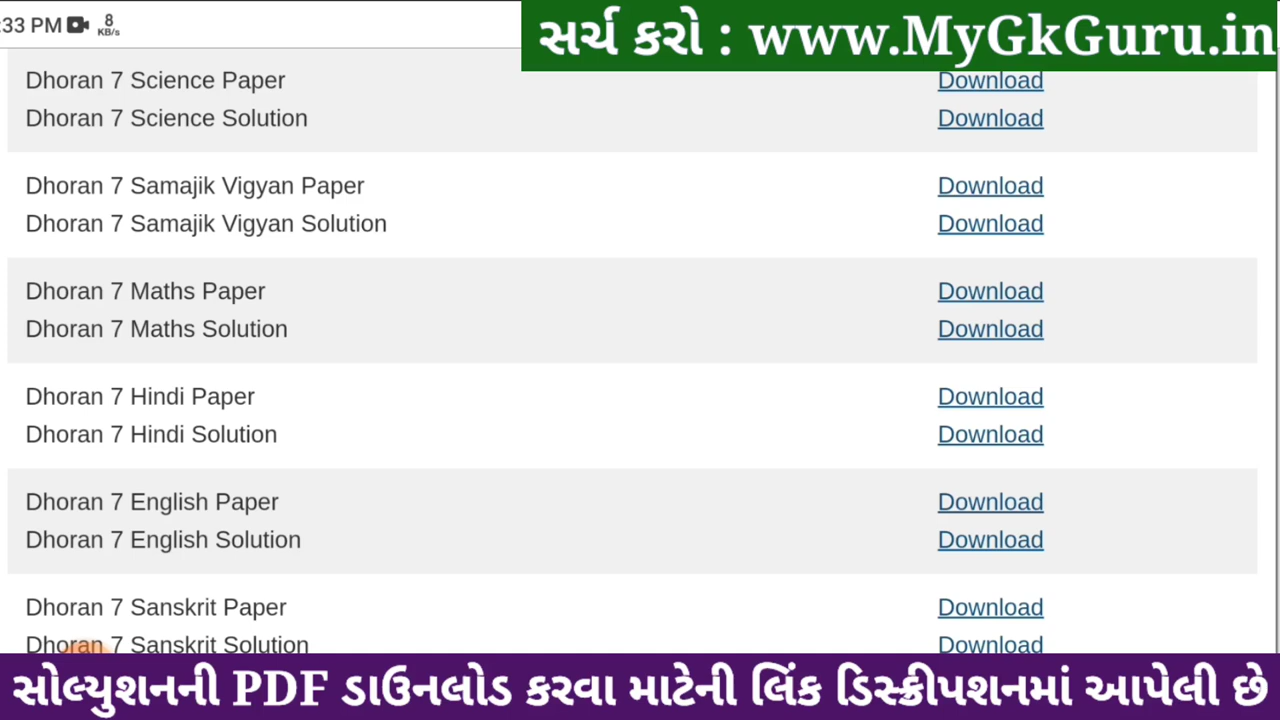 :33 PM 8 KB/s
સર્ચ કરો : www.MyGkGuru.in
Dhoran 7 Science Paper Download
Dhoran 7 Science Solution Download
Dhoran 7 Samajik Vigyan Paper Download
Dhoran 7 Samajik Vigyan Solution Download
Dhoran 7 Maths Paper Download
Dhoran 7 Maths Solution Download
Dhoran 7 Hindi Paper Download
Dhoran 7 Hindi Solution Download
Dhoran 7 English Paper Download
Dhoran 7 English Solution Download
Dhoran 7 Sanskrit Paper Download
Dhoran 7 Sanskrit Solution Download
સોલ્યુશનની PDF ડાઉનલોડ કરવા માટેની લિંક ડિસ્ક્રીપશનમાં આપેલી છે